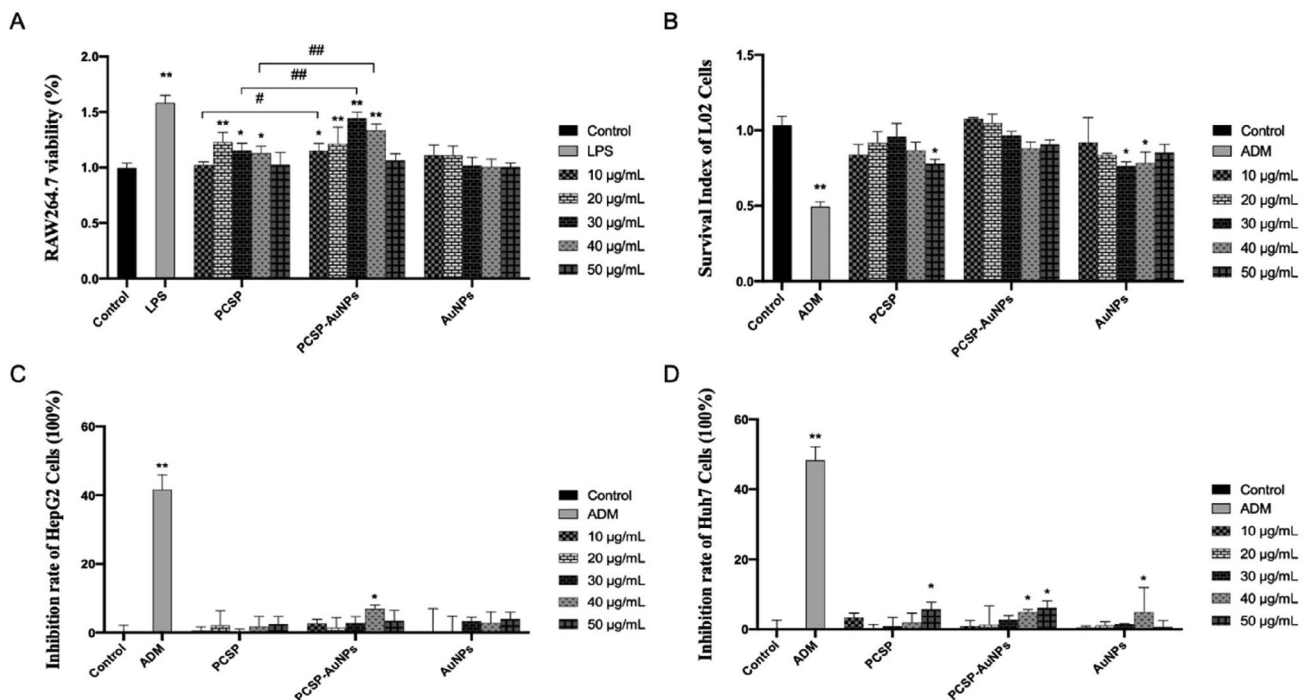 A
RAW264.7 viability (%)
2.0
1.5
1.0
0.5
0.0
**
**
*
*
*
**
**
**
#
##
##
Control
LPS
PCSP
PCSP-AuNPs
AuNPs
Control
LPS
10 μg/mL
20 μg/mL
30 μg/mL
40 μg/mL
50 μg/mL
B
Survival Index of L02 Cells
1.5
1.0
0.5
0.0
**
*
*
*
Control
ADM
PCSP
PCSP-AuNPs
AuNPs
Control
ADM
10 μg/mL
20 μg/mL
30 μg/mL
40 μg/mL
50 μg/mL
C
Inhibition rate of HepG2 Cells (100%)
60
40
20
0
**
*
Control
ADM
PCSP
PCSP-AuNPs
AuNPs
Control
ADM
10 μg/mL
20 μg/mL
30 μg/mL
40 μg/mL
50 μg/mL
D
Inhibition rate of Huh7 Cells (100%)
60
40
20
0
**
*
*
*
*
Control
ADM
PCSP
PCSP-AuNPs
AuNPs
Control
ADM
10 μg/mL
20 μg/mL
30 μg/mL
40 μg/mL
50 μg/mL